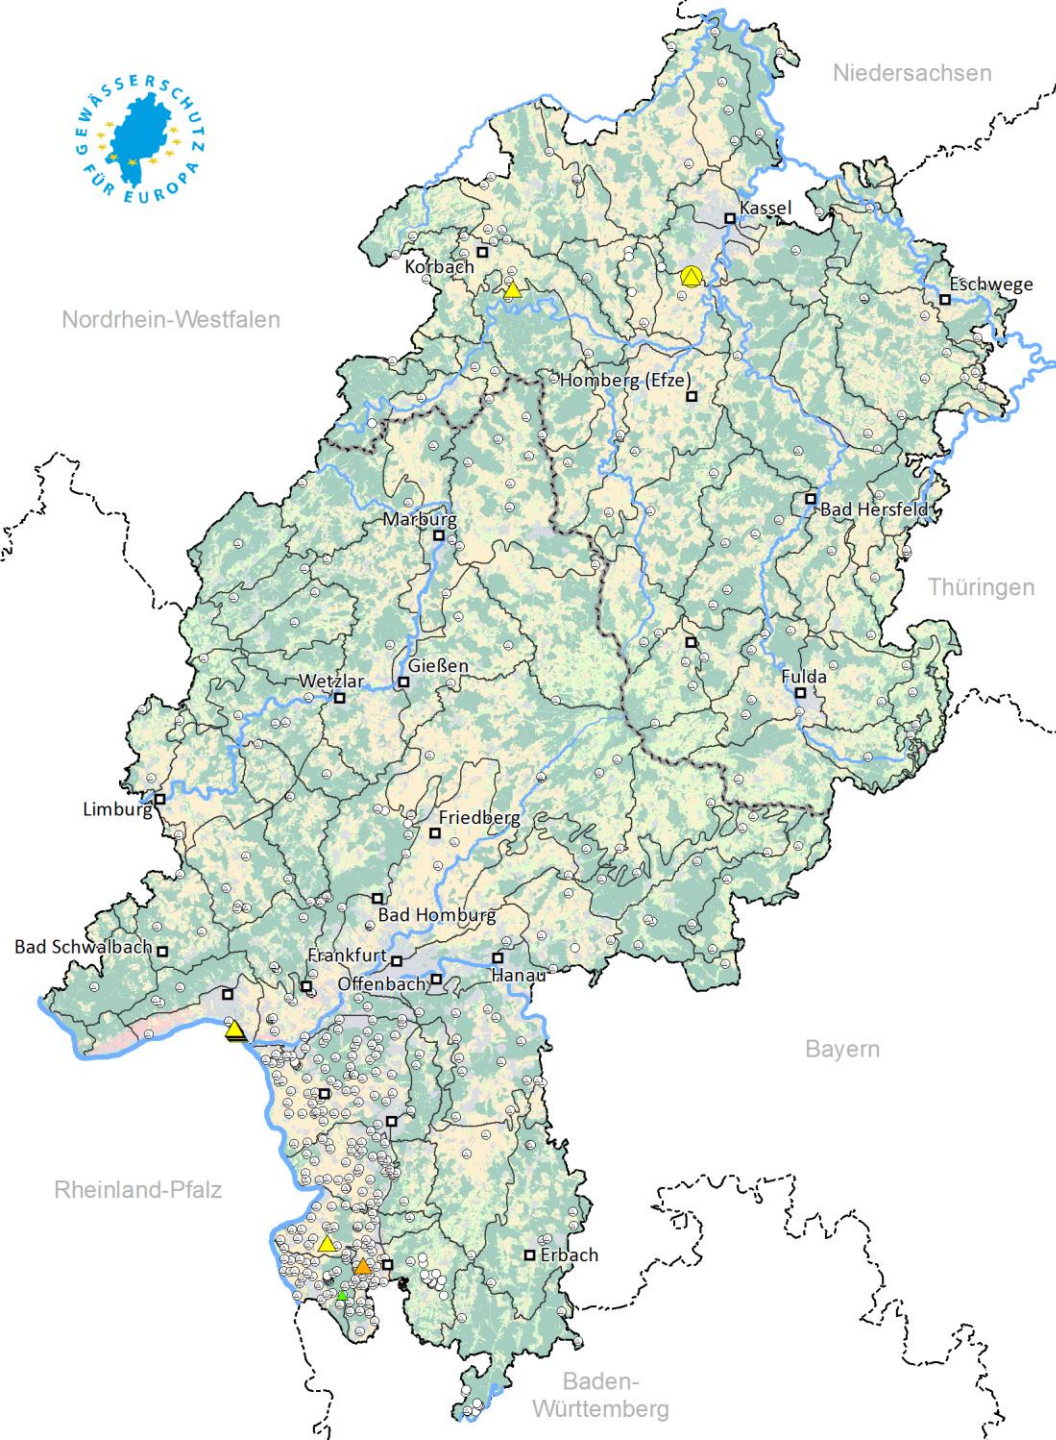 GEWÄSSERSCHUTZ
FÜR EUROPA
Niedersachsen
Kassel
Korbach
Eschwege
Nordrhein-Westfalen
Homberg (Efze)
Bad Hersfeld
Marburg
Thüringen
Gießen
Wetzlar
Fulda
Limburg
Friedberg
Bad Homburg
Bad Schwalbach
Frankfurt
Hanau
Offenbach
Bayern
Rheinland-Pfalz
Erbach
Baden-
Württemberg